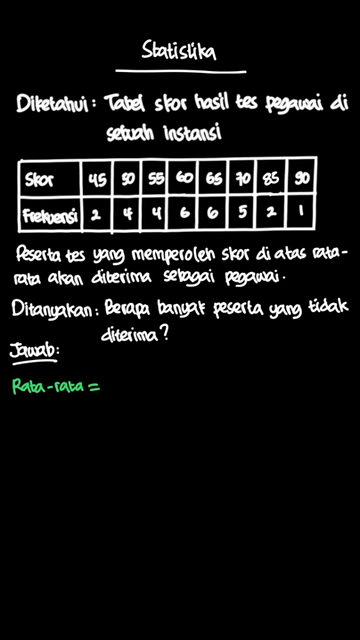 Statistika
Diketahui: Tabel skor hasil tes pegawai di
sebuah instansi
Skor 45 50 55 60 65 70 85 90
Frekuensi 2 4 4 6 6 5 2 1
Peserta tes yang memperoleh skor di atas rata-
rata akan diterima sebagai pegawai.
Ditanyakan: Berapa banyak peserta yang tidak
diterima?
Jawab:
Rata-rata =